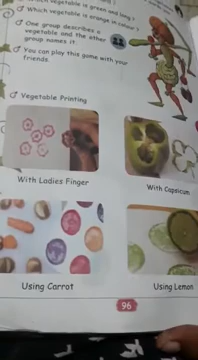 vegetable is green and long?
Which vegetable is orange in colour?
One group describes a
vegetable and the other
group names it.
You can play this game with your
friends.
Vegetable Printing
With Ladies Finger
With Capsicum
Using Carrot
Using Lemon
96